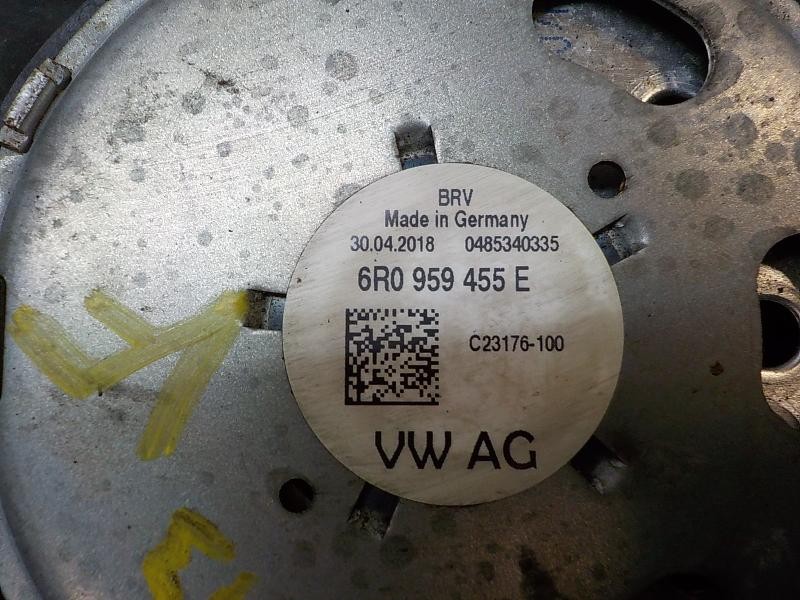 BRV
Made in Germany
30.04.2018 0485340335
6R0 959 455 E
C23176-100
VW AG